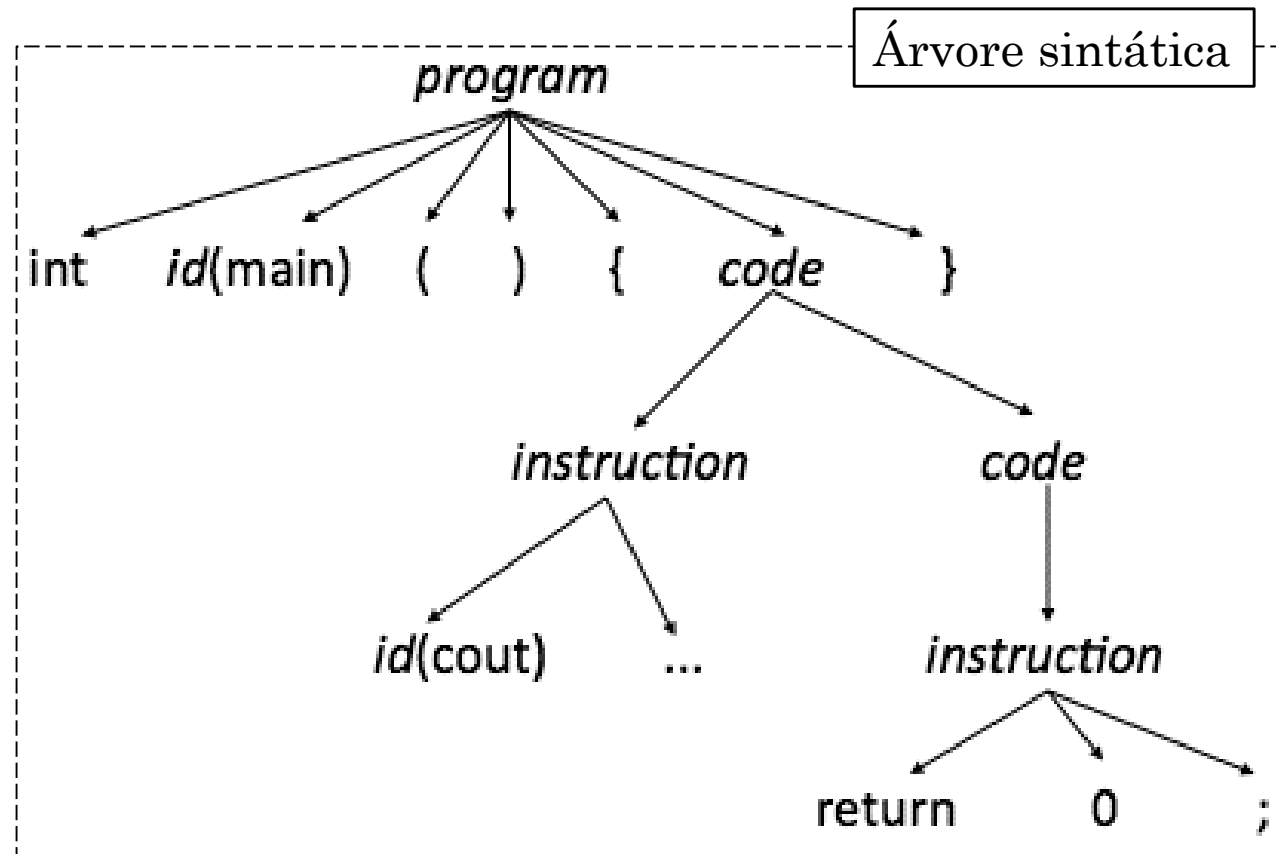 Árvore sintática
program
int id(main) ( ) { code }
instruction code
id(cout) ... instruction
return 0 ;